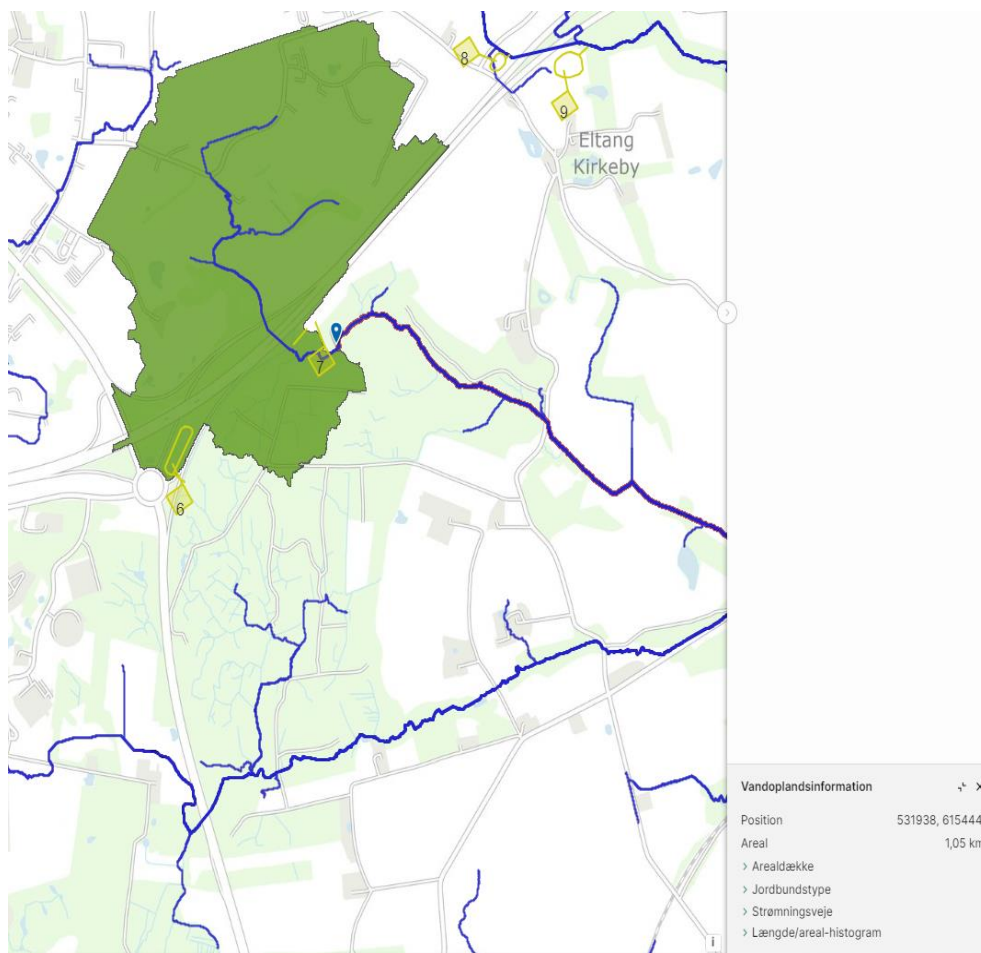 8
9
Eltang
Kirkeby
7
6
Vandoplandsinformation
Position 531938, 615444
Areal 1,05 km
Arealdække
Jordbundstype
Strømningsveje
Længde/areal-histogram
i